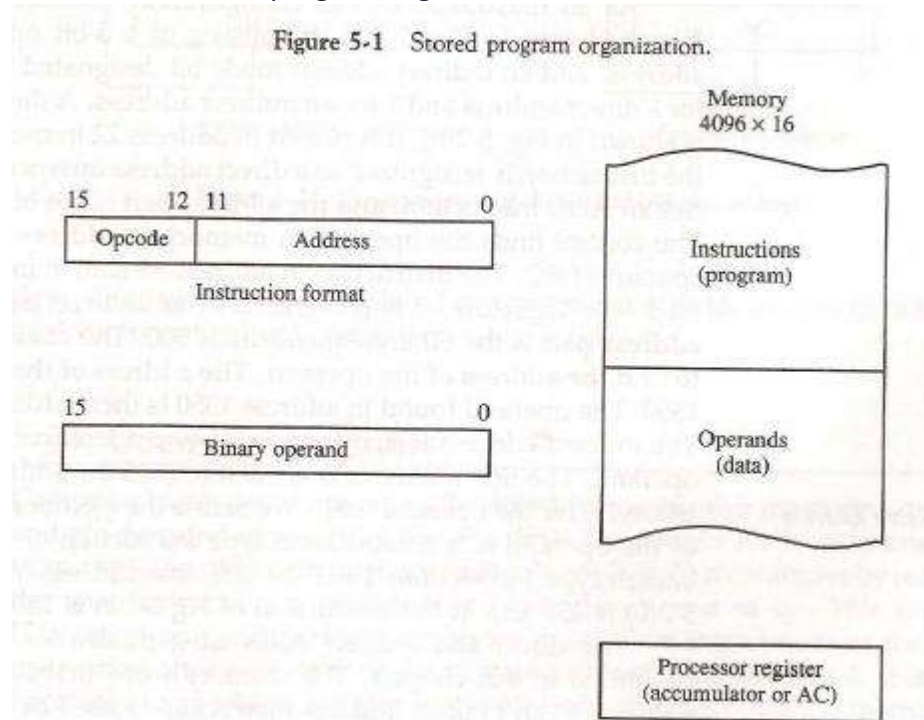 Figure 5-1 Stored program organization.
Memory
4096 × 16
15 12 11 0
Opcode Address
Instruction format
Instructions
(program)
15 0
Binary operand
Operands
(data)
Processor register
(accumulator or AC)